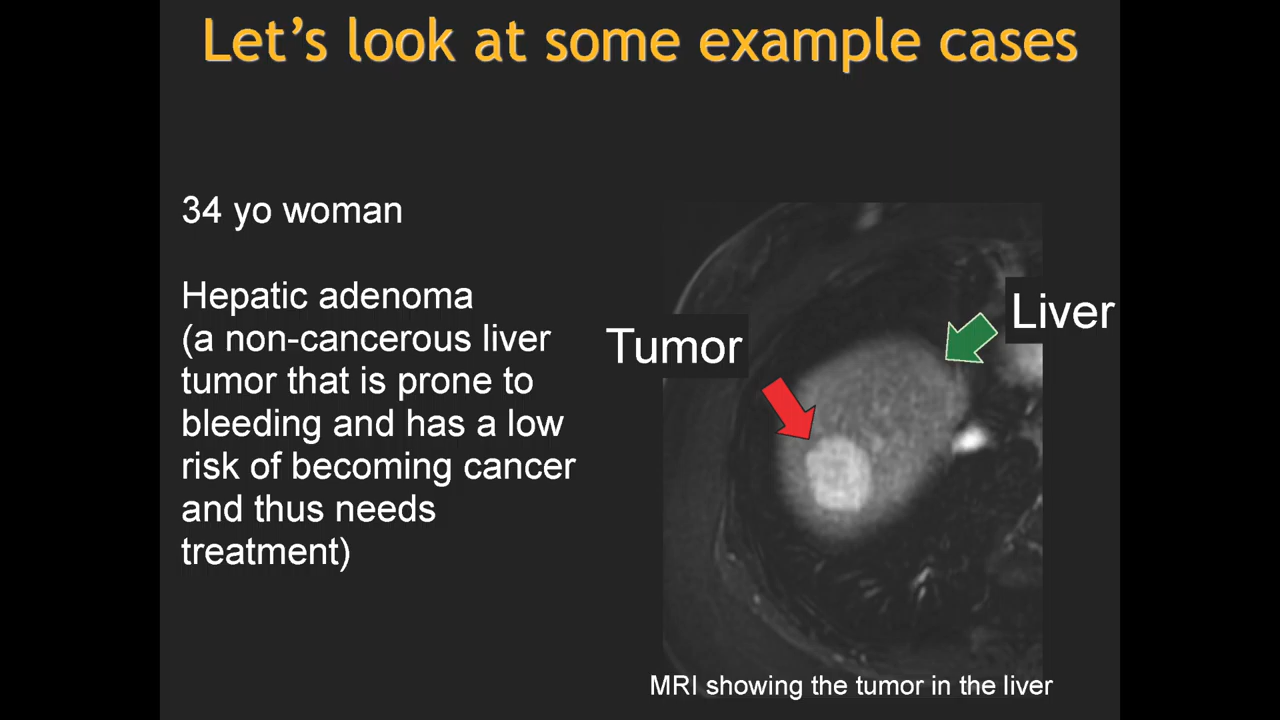 Let's look at some example cases
34 yo woman
Hepatic adenoma
(a non-cancerous liver
tumor that is prone to
bleeding and has a low
risk of becoming cancer
and thus needs
treatment)
Tumor
Liver
MRI showing the tumor in the liver